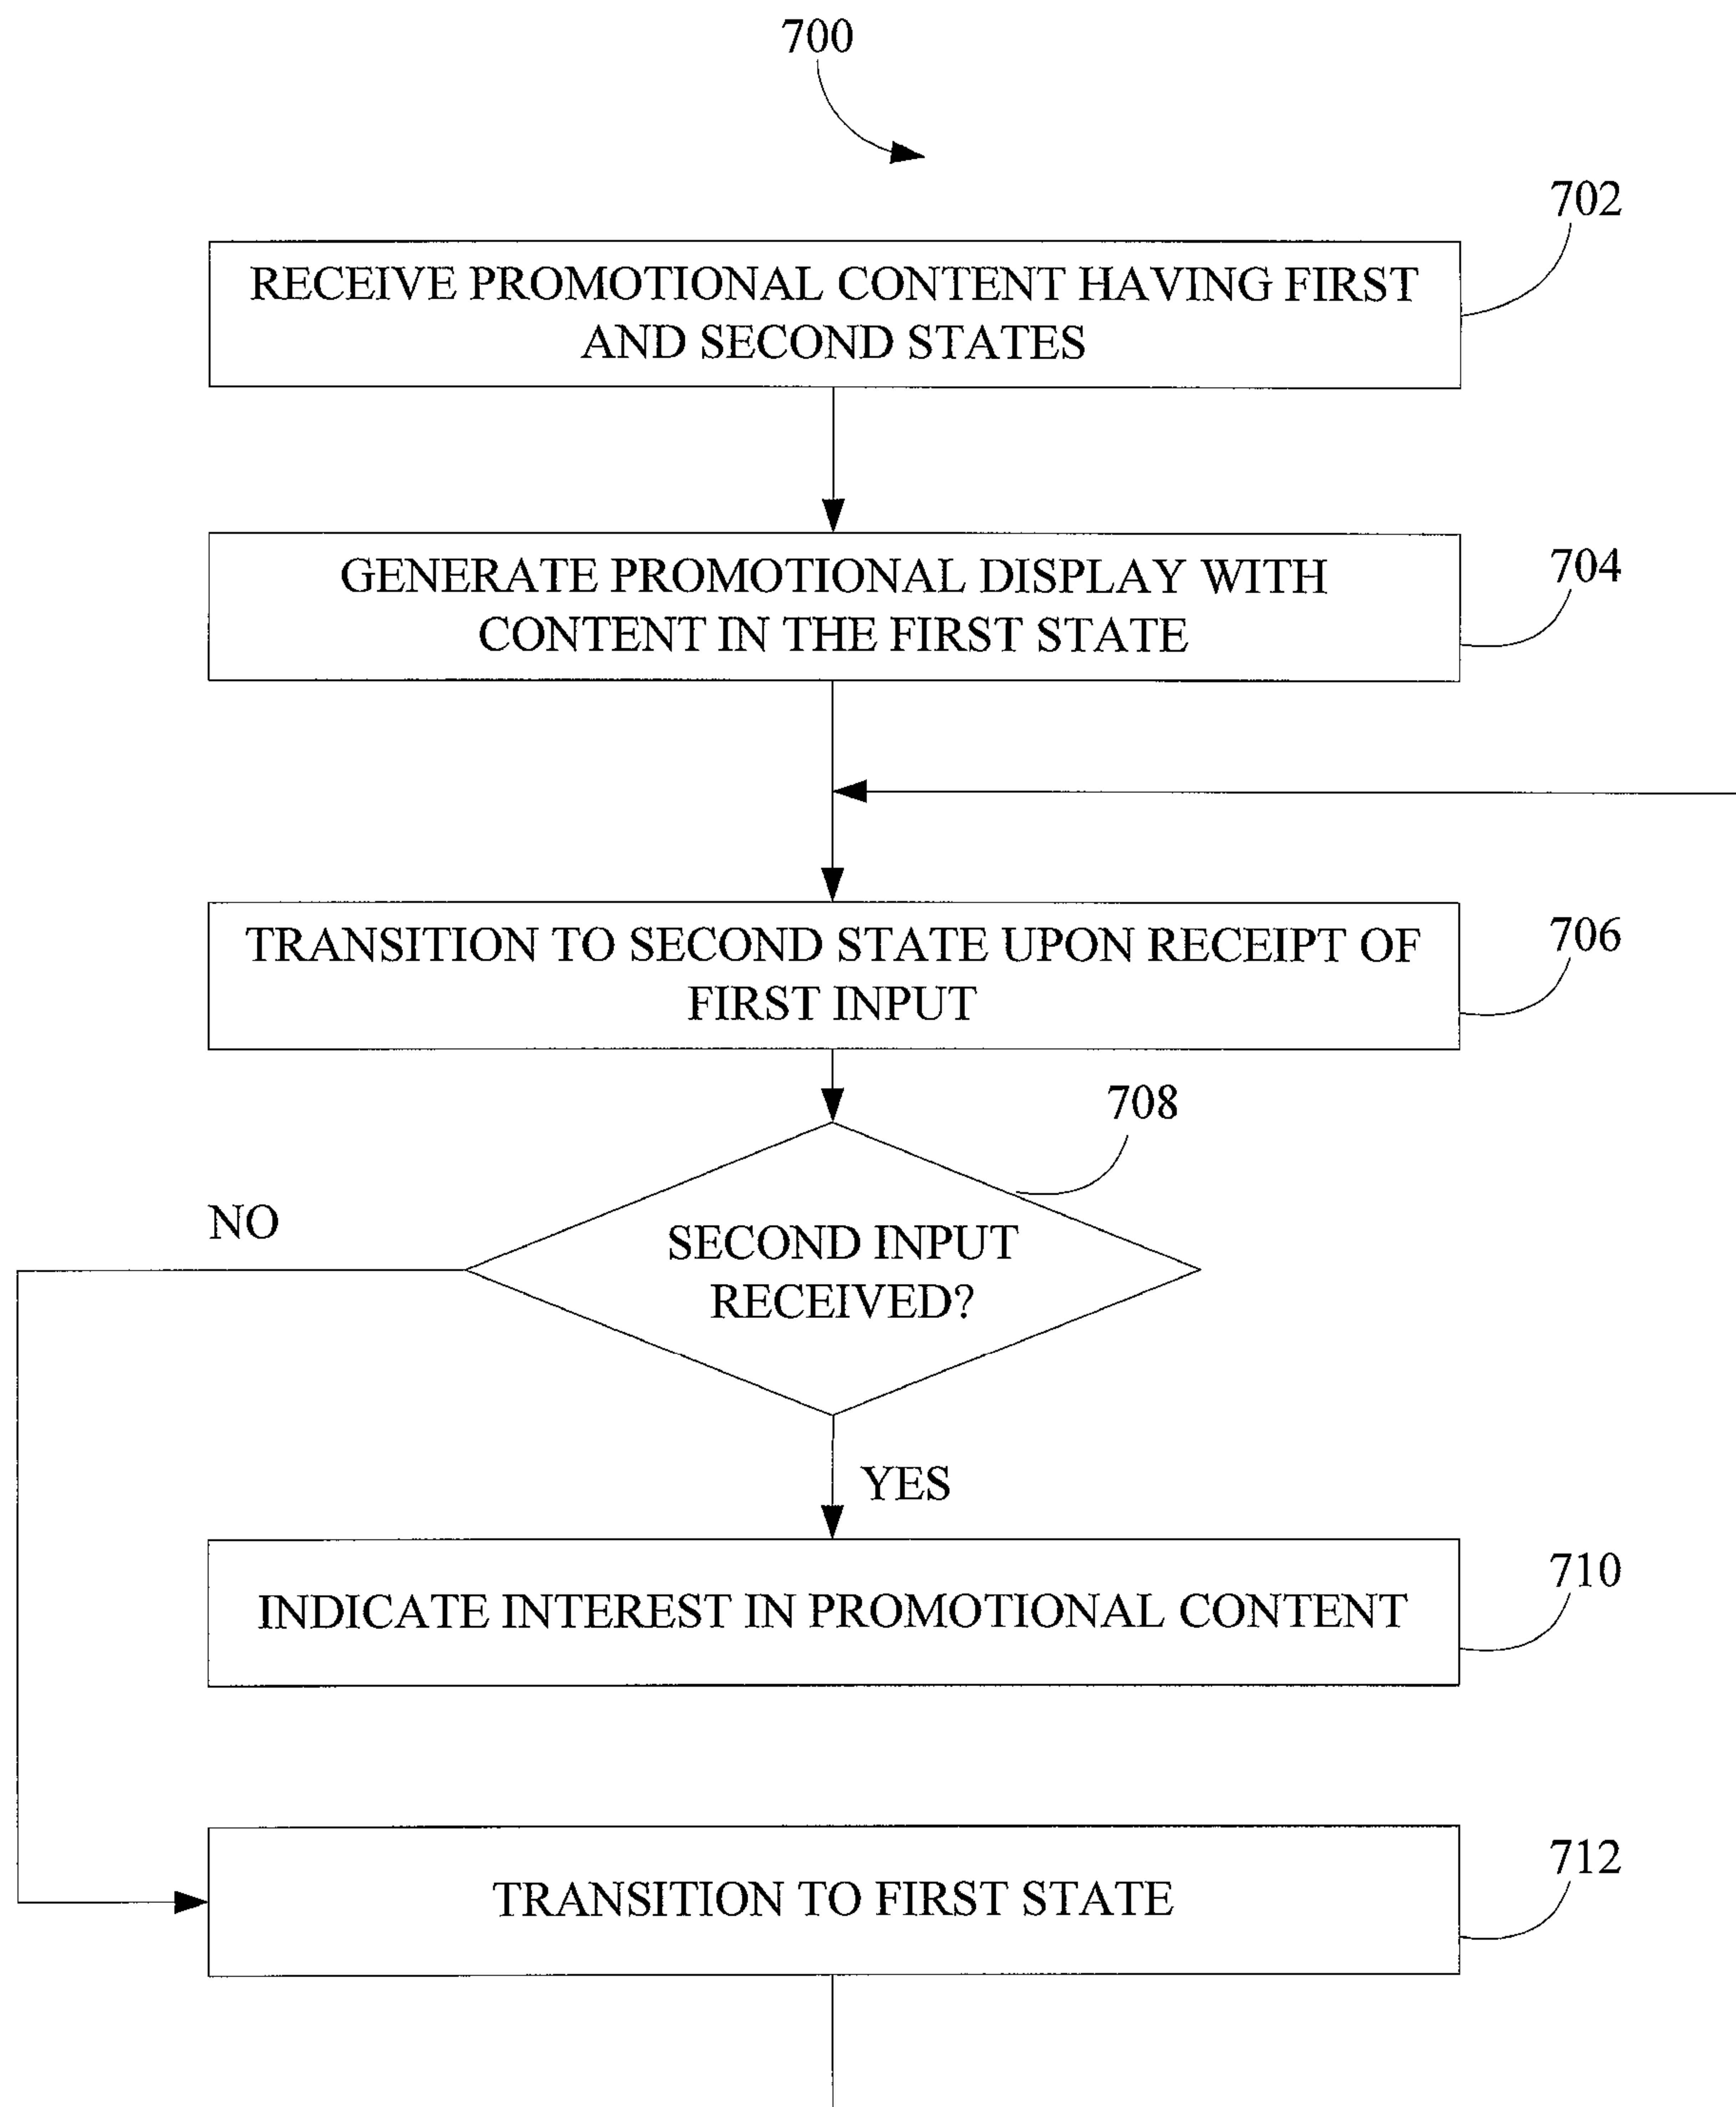 700
702
RECEIVE PROMOTIONAL CONTENT HAVING FIRST
AND SECOND STATES
704
GENERATE PROMOTIONAL DISPLAY WITH
CONTENT IN THE FIRST STATE
706
TRANSITION TO SECOND STATE UPON RECEIPT OF
FIRST INPUT
708
NO
SECOND INPUT
RECEIVED?
YES
710
INDICATE INTEREST IN PROMOTIONAL CONTENT
712
TRANSITION TO FIRST STATE